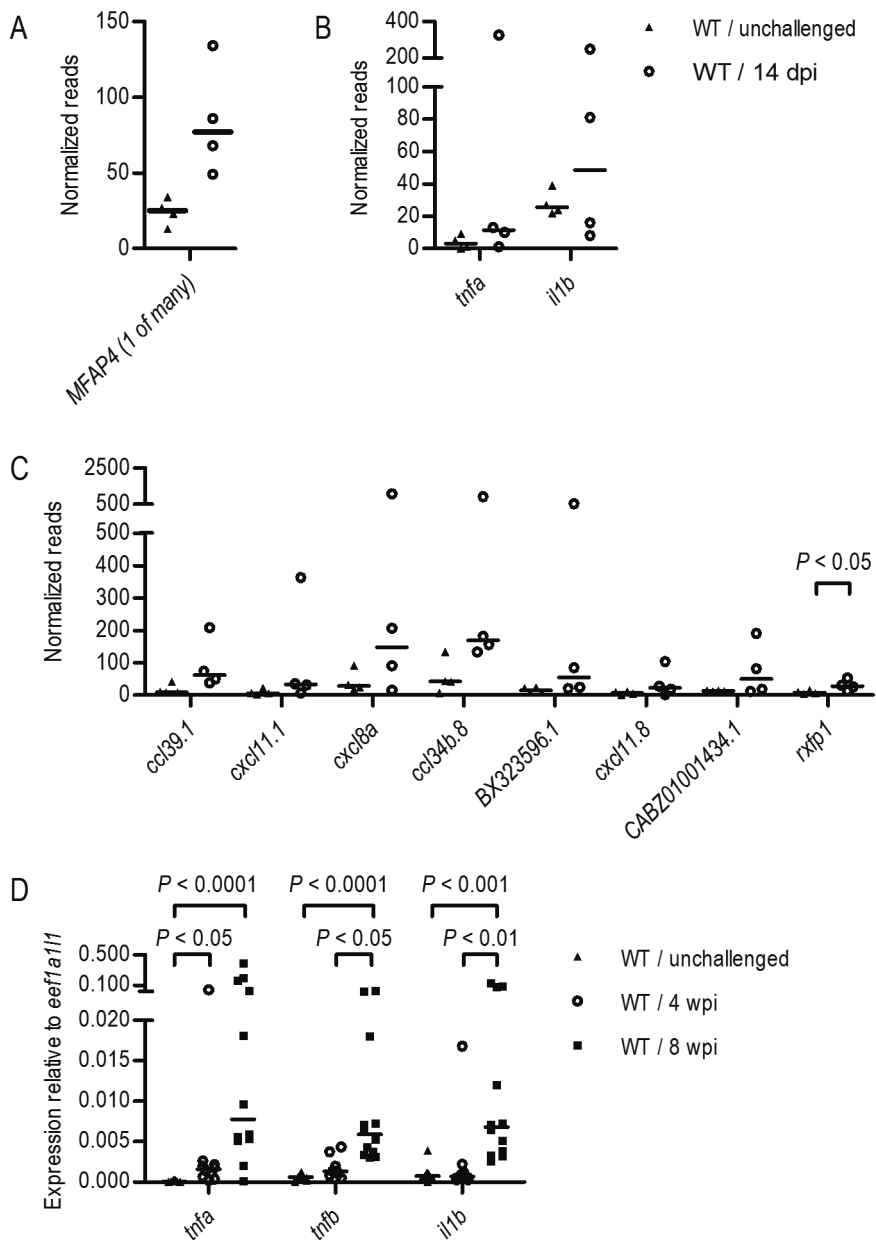 A
Normalized reads
150
100
50
0
MFAP4 (1 of many)
B
Normalized reads
400
200
100
80
60
40
20
0
tnfa
il1b
WT / unchallenged
WT / 14 dpi
C
Normalized reads
2500
500
500
400
300
200
100
0
P < 0.05
ccl39.1
cxcl11.1
cxcl8a
ccl34b.8
BX323596.1
cxcl11.8
CABZ01001434.1
rxfp1
D
Expression relative to eef1a1l1
P < 0.0001
P < 0.0001
P < 0.001
P < 0.05
P < 0.05
P < 0.01
0.500
0.100
0.020
0.015
0.010
0.005
0.000
tnfa
tnfb
il1b
WT / unchallenged
WT / 4 wpi
WT / 8 wpi